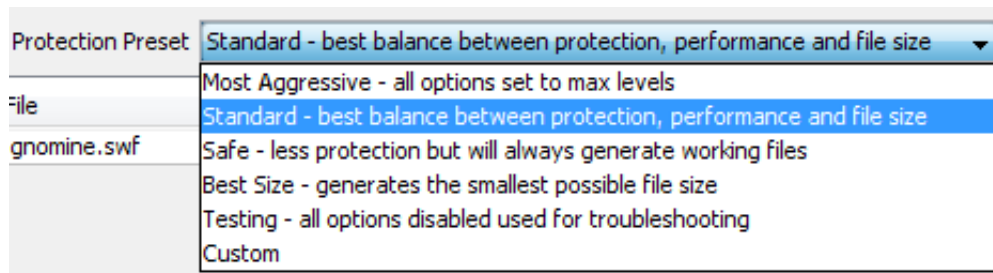 Protection Preset Standard - best balance between protection, performance and file size
Most Aggressive - all options set to max levels
File
Standard - best balance between protection, performance and file size
gnomine.swf
Safe - less protection but will always generate working files
Best Size - generates the smallest possible file size
Testing - all options disabled used for troubleshooting
Custom